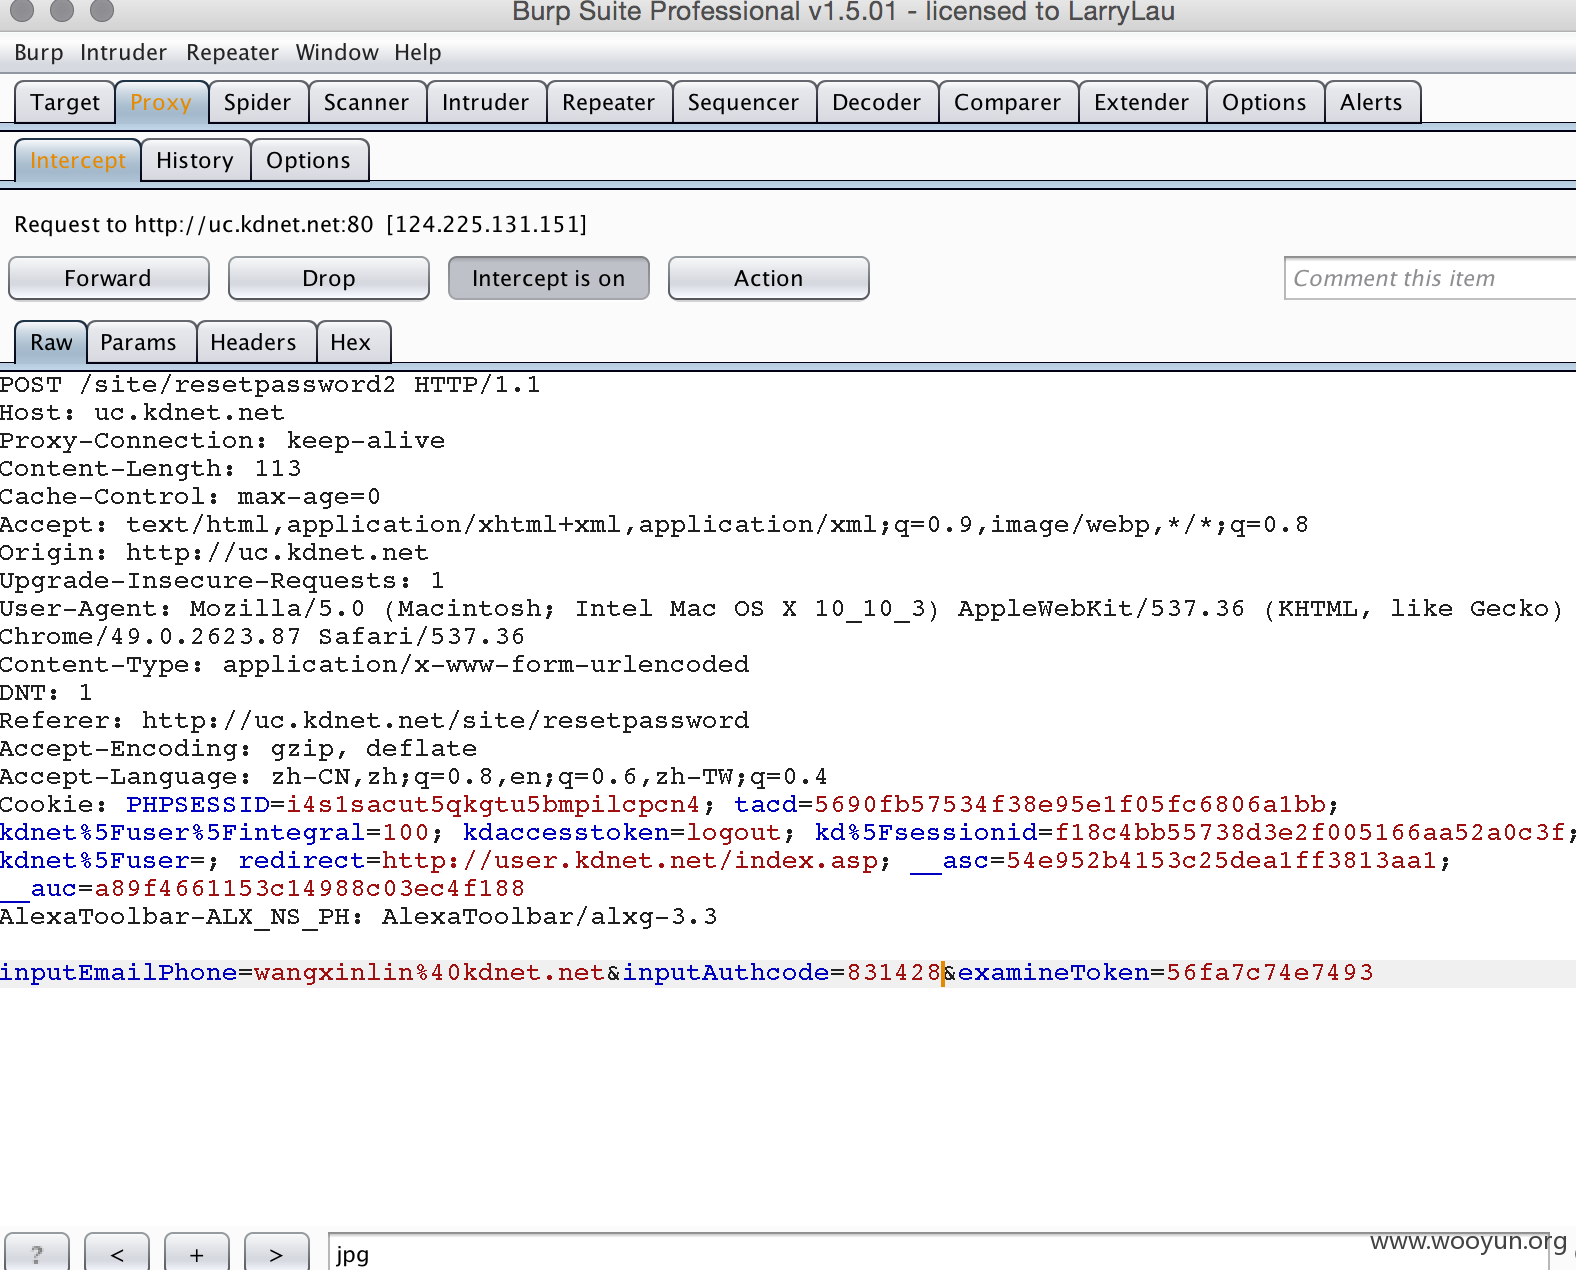 Burp Suite Professional v1.5.01 - licensed to LarryLau
Burp Intruder Repeater Window Help
Target Proxy Spider Scanner Intruder Repeater Sequencer Decoder Comparer Extender Options Alerts
Intercept History Options
Request to http://uc.kdnet.net:80 [124.225.131.151]
Forward Drop Intercept is on Action Comment this item
Raw Params Headers Hex
POST /site/resetpassword2 HTTP/1.1
Host: uc.kdnet.net
Proxy-Connection: keep-alive
Content-Length: 113
Cache-Control: max-age=0
Accept: text/html,application/xhtml+xml,application/xml;q=0.9,image/webp,*/*;q=0.8
Origin: http://uc.kdnet.net
Upgrade-Insecure-Requests: 1
User-Agent: Mozilla/5.0 (Macintosh; Intel Mac OS X 10_10_3) AppleWebKit/537.36 (KHTML, like Gecko)
Chrome/49.0.2623.87 Safari/537.36
Content-Type: application/x-www-form-urlencoded
DNT: 1
Referer: http://uc.kdnet.net/site/resetpassword
Accept-Encoding: gzip, deflate
Accept-Language: zh-CN,zh;q=0.8,en;q=0.6,zh-TW;q=0.4
Cookie: PHPSESSID=i4s1sacut5qkgtu5bmpilcpcn4; tacd=5690fb57534f38e95e1f05fc6806a1bb;
kdnet%5Fuser%5Fintegral=100; kdaccesstoken=logout; kd%5Fsessionid=f18c4bb55738d3e2f005166aa52a0c3f;
kdnet%5Fuser=; redirect=http://user.kdnet.net/index.asp; __asc=54e952b4153c25dea1ff3813aa1;
__auc=a89f4661153c14988c03ec4f188
AlexaToolbar-ALX_NS_PH: AlexaToolbar/alxg-3.3
inputEmailPhone=wangxinlin%40kdnet.net&inputAuthcode=831428&examineToken=56fa7c74e7493
? < + > jpg
www.wooyun.org